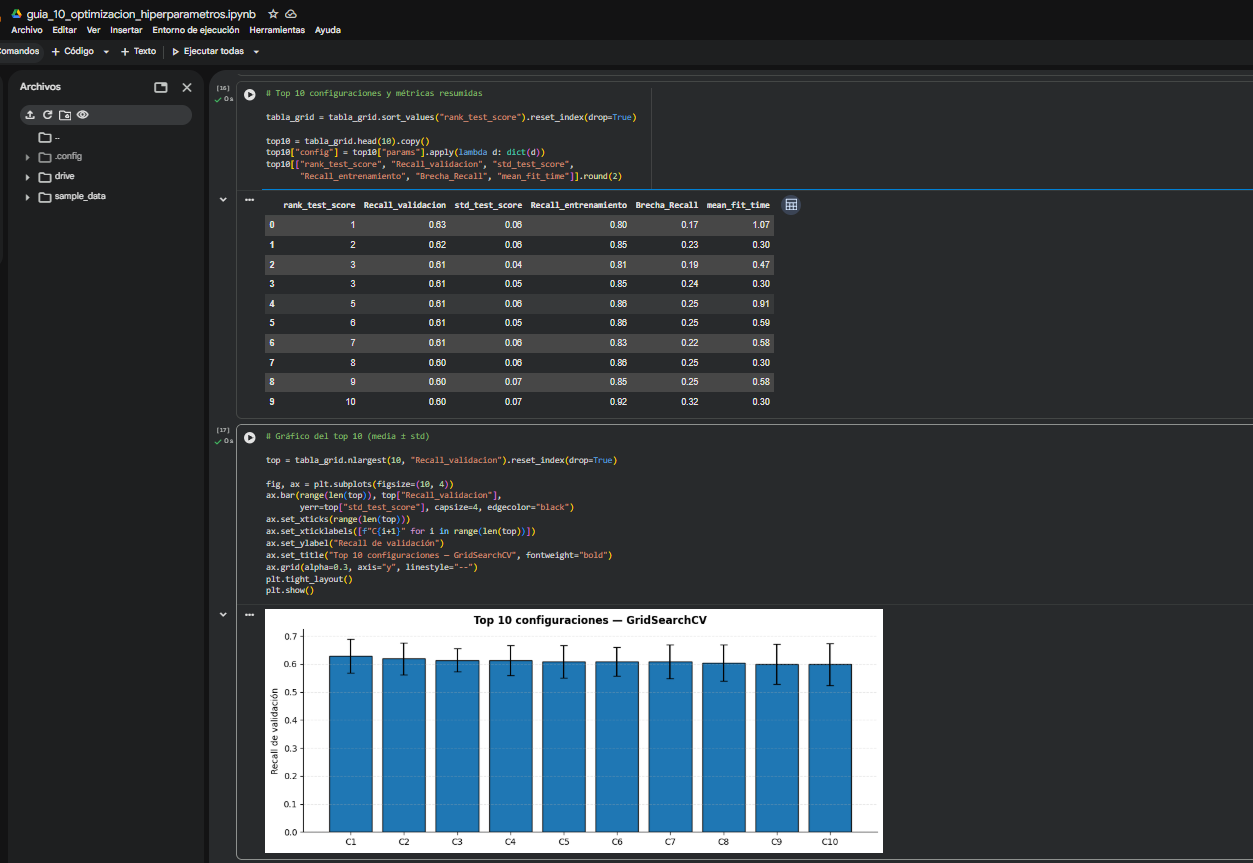 guia_10_optimizacion_hiperparametros.ipynb
Archivo Editar Ver Insertar Entorno de ejecución Herramientas Ayuda
omandos + Código + Texto Ejecutar todas
Archivos
..
.config
drive
sample_data
[16]
0 s
# Top 10 configuraciones y métricas resumidas
tabla_grid = tabla_grid.sort_values("rank_test_score").reset_index(drop=True)
top10 = tabla_grid.head(10).copy()
top10["config"] = top10["params"].apply(lambda d: dict(d))
top10[["rank_test_score", "Recall_validacion", "std_test_score",
"Recall_entrenamiento", "Brecha_Recall", "mean_fit_time"]].round(2)
rank_test_score Recall_validacion std_test_score Recall_entrenamiento Brecha_Recall mean_fit_time
0 1 0.63 0.06 0.80 0.17 1.07
1 2 0.62 0.06 0.85 0.23 0.30
2 3 0.61 0.04 0.81 0.19 0.47
3 3 0.61 0.05 0.85 0.24 0.30
4 5 0.61 0.06 0.86 0.25 0.91
5 6 0.61 0.05 0.86 0.25 0.59
6 7 0.61 0.06 0.83 0.22 0.58
7 8 0.60 0.06 0.86 0.25 0.30
8 9 0.60 0.07 0.85 0.25 0.58
9 10 0.60 0.07 0.92 0.32 0.30
[17]
0 s
# Gráfico del top 10 (media ± std)
top = tabla_grid.nlargest(10, "Recall_validacion").reset_index(drop=True)
fig, ax = plt.subplots(figsize=(10, 4))
ax.bar(range(len(top)), top["Recall_validacion"],
yerr=top["std_test_score"], capsize=4, edgecolor="black")
ax.set_xticks(range(len(top)))
ax.set_xticklabels([f"C{i+1}" for i in range(len(top))])
ax.set_ylabel("Recall de validación")
ax.set_title("Top 10 configuraciones — GridSearchCV", fontweight="bold")
ax.grid(alpha=0.3, axis="y", linestyle="--")
plt.tight_layout()
plt.show()
Top 10 configuraciones — GridSearchCV
Recall de validación
0.7
0.6
0.5
0.4
0.3
0.2
0.1
0.0
C1 C2 C3 C4 C5 C6 C7 C8 C9 C10